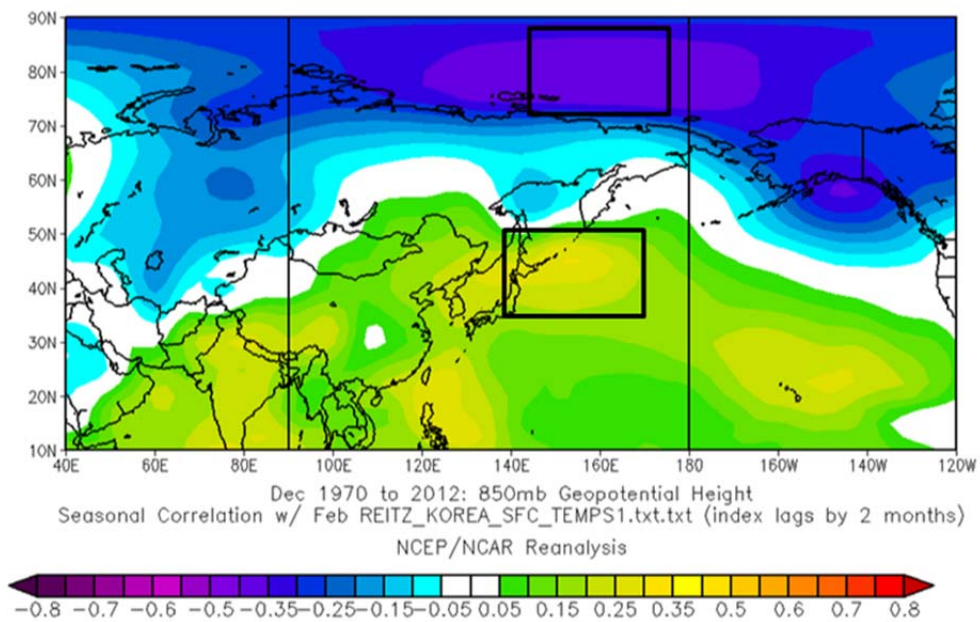 90N
80N
70N
60N
50N
40N
30N
20N
10N
40E 60E 80E 100E 120E 140E 160E 180 160W 140W 120W
Dec 1970 to 2012: 850mb Geopotential Height
Seasonal Correlation w/ Feb REITZ_KOREA_SFC_TEMPS1.txt.txt (index lags by 2 months)
NCEP/NCAR Reanalysis
-0.8 -0.7 -0.6 -0.5 -0.35 -0.25 -0.15 -0.05 0.05 0.15 0.25 0.35 0.5 0.6 0.7 0.8